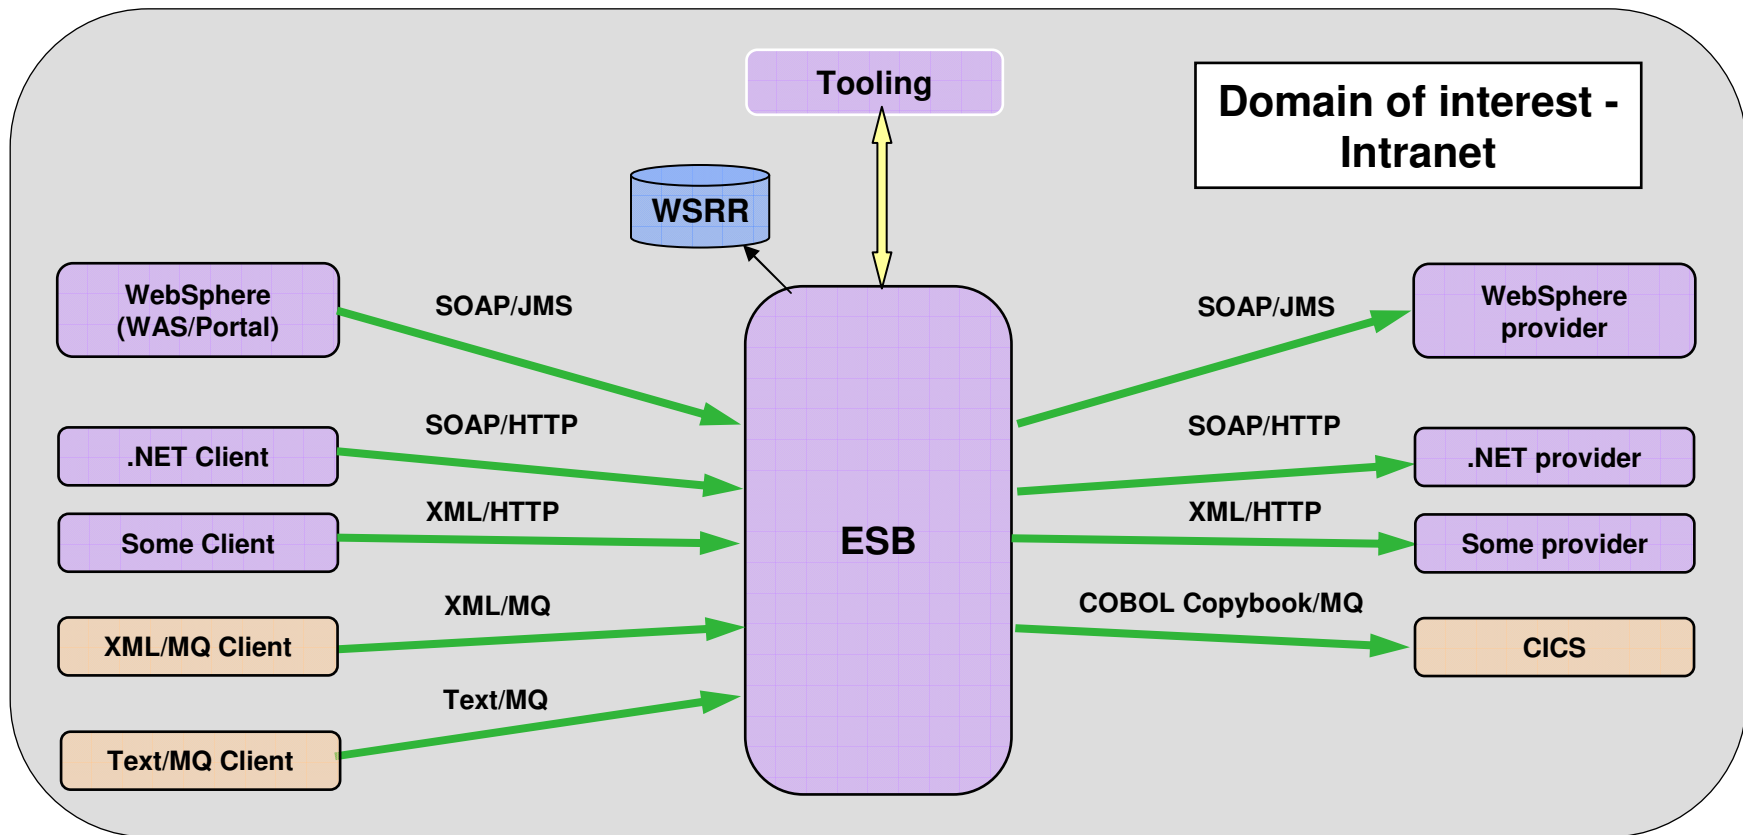 Tooling
Domain of interest -
Intranet
WSRR
WebSphere
(WAS/Portal)
SOAP/JMS
SOAP/JMS
WebSphere
provider
.NET Client
SOAP/HTTP
SOAP/HTTP
.NET provider
Some Client
XML/HTTP
ESB
XML/HTTP
Some provider
XML/MQ Client
XML/MQ
COBOL Copybook/MQ
CICS
Text/MQ Client
Text/MQ